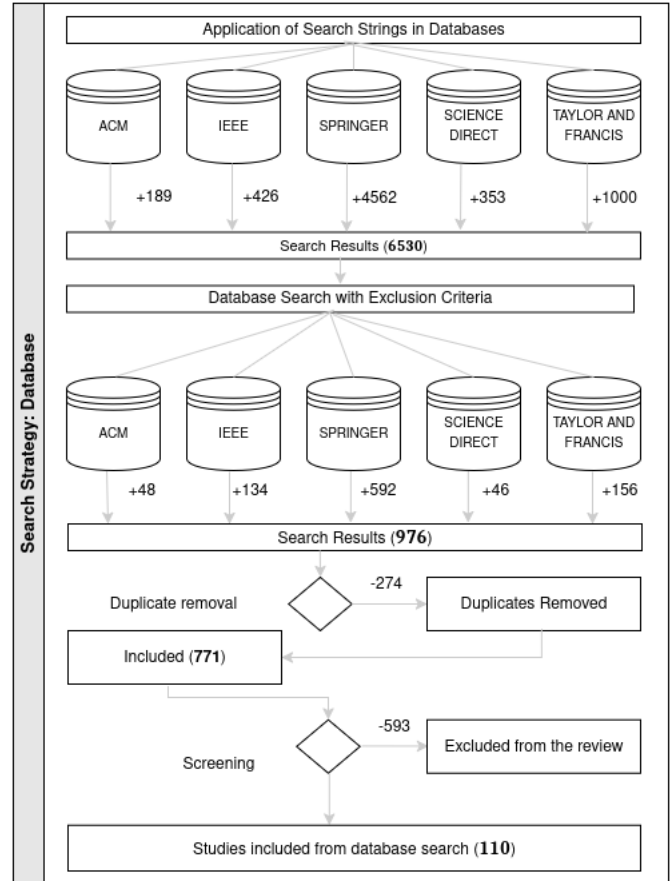 Search Strategy: Database
Application of Search Strings in Databases
ACM
IEEE
SPRINGER
SCIENCE
DIRECT
TAYLOR AND
FRANCIS
+189
+426
+4562
+353
+1000
Search Results (6530)
Database Search with Exclusion Criteria
ACM
IEEE
SPRINGER
SCIENCE
DIRECT
TAYLOR AND
FRANCIS
+48
+134
+592
+46
+156
Search Results (976)
Duplicate removal
-274
Duplicates Removed
Included (771)
Screening
-593
Excluded from the review
Studies included from database search (110)